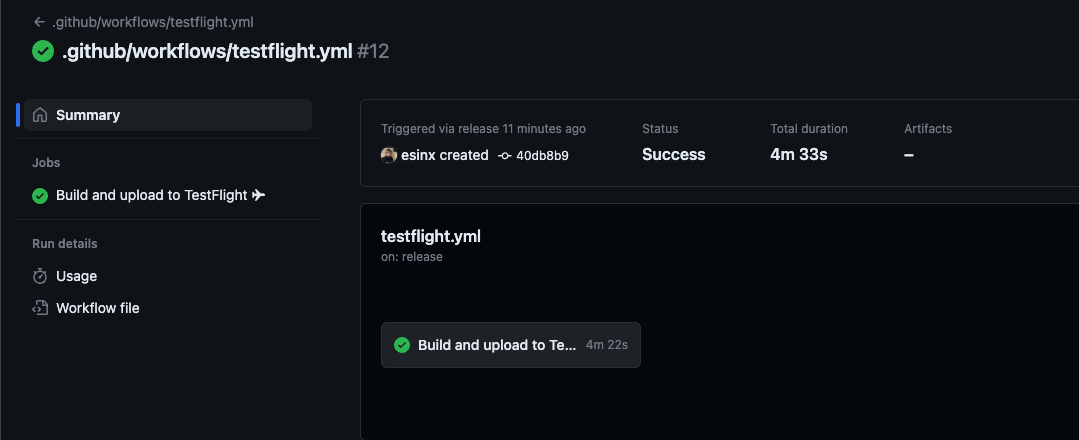 .github/workflows/testflight.yml
.github/workflows/testflight.yml #12
Summary
Jobs
Build and upload to TestFlight ✈
Run details
Usage
Workflow file
Triggered via release 11 minutes ago
esinx created 40db8b9
Status
Success
Total duration
4m 33s
Artifacts
–
testflight.yml
on: release
Build and upload to Te... 4m 22s